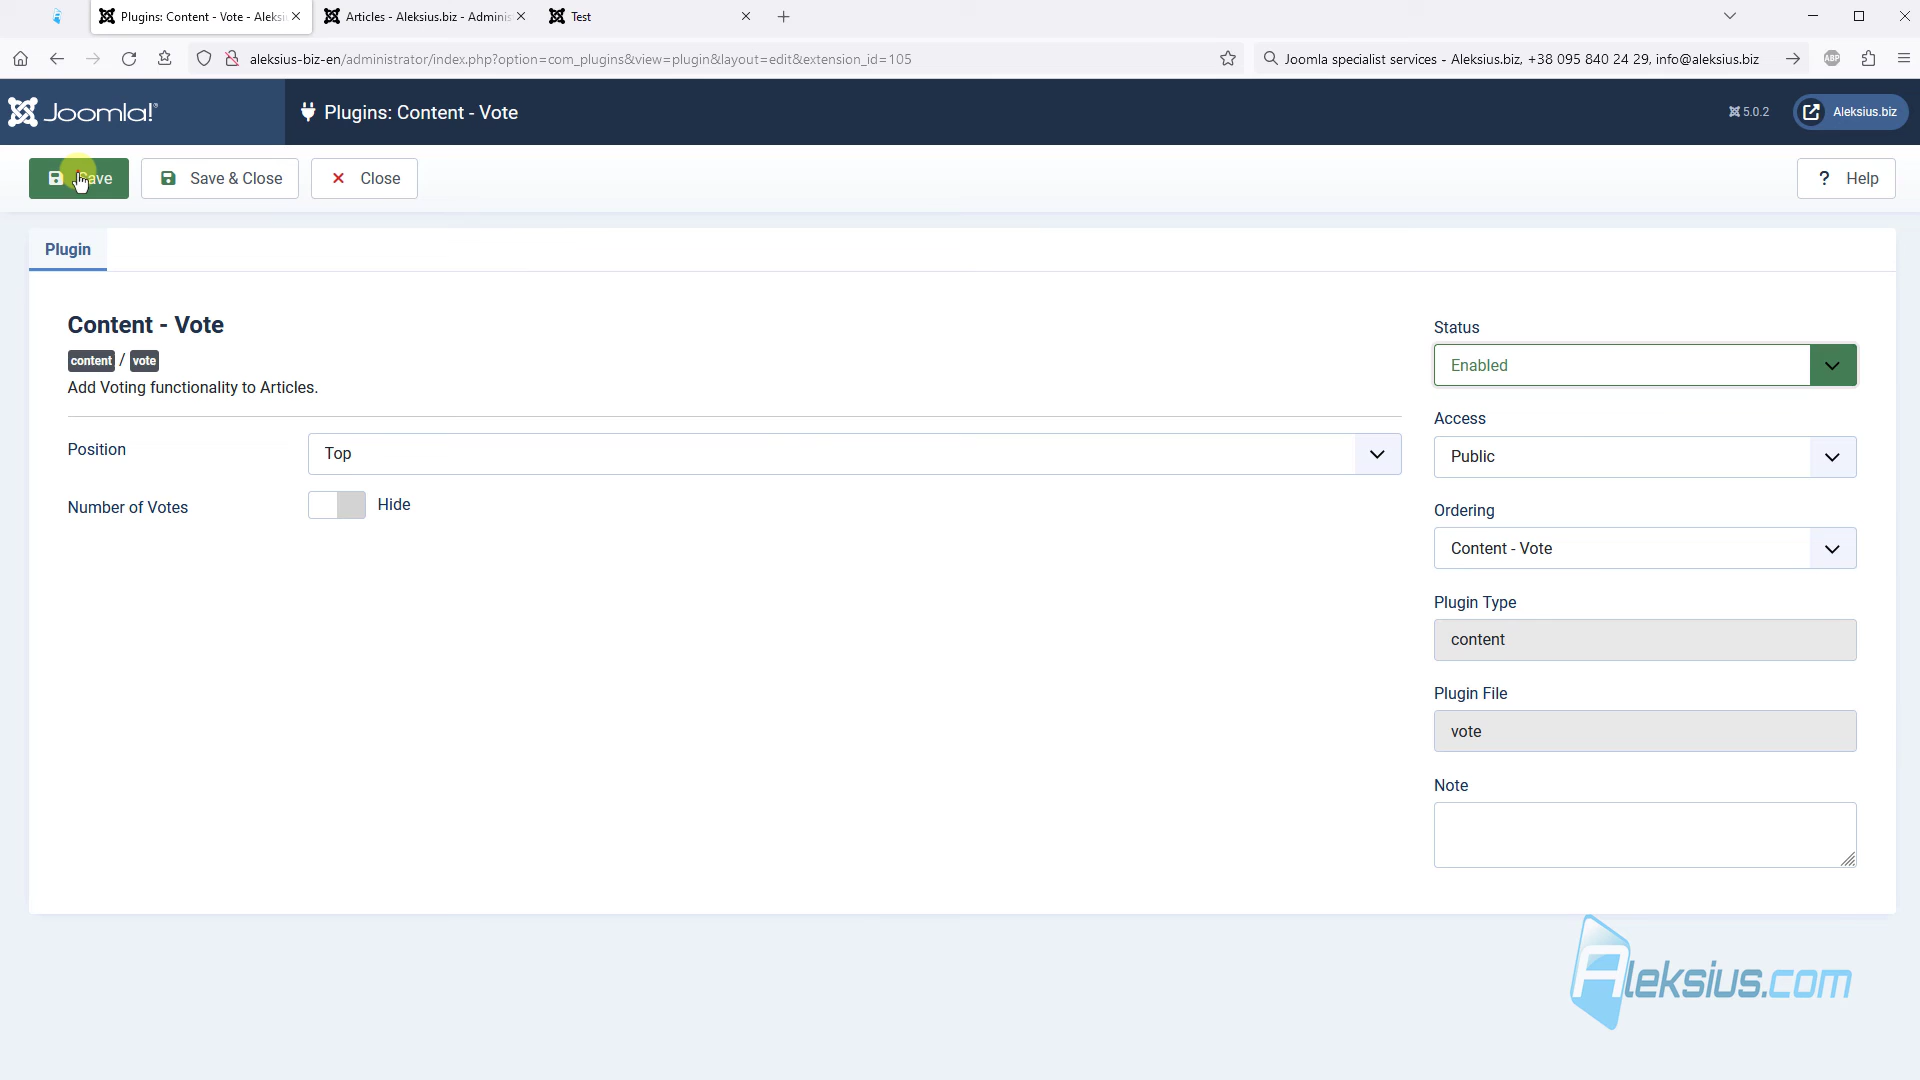 Plugins: Content - Vote - Aleksi
Articles - Aleksius.biz - Adminis
Test
aleksius-biz-en/administrator/index.php?option=com_plugins&view=plugin&layout=edit&extension_id=105
Joomla specialist services - Aleksius.biz, +38 095 840 24 29, info@aleksius.biz
ABP
Joomla!®
Plugins: Content - Vote
5.0.2
Aleksius.biz
Save
Save & Close
Close
? Help
Plugin
Content - Vote
content / vote
Add Voting functionality to Articles.
Position
Top
Number of Votes
Hide
Status
Enabled
Access
Public
Ordering
Content - Vote
Plugin Type
content
Plugin File
vote
Note
Aleksius.com